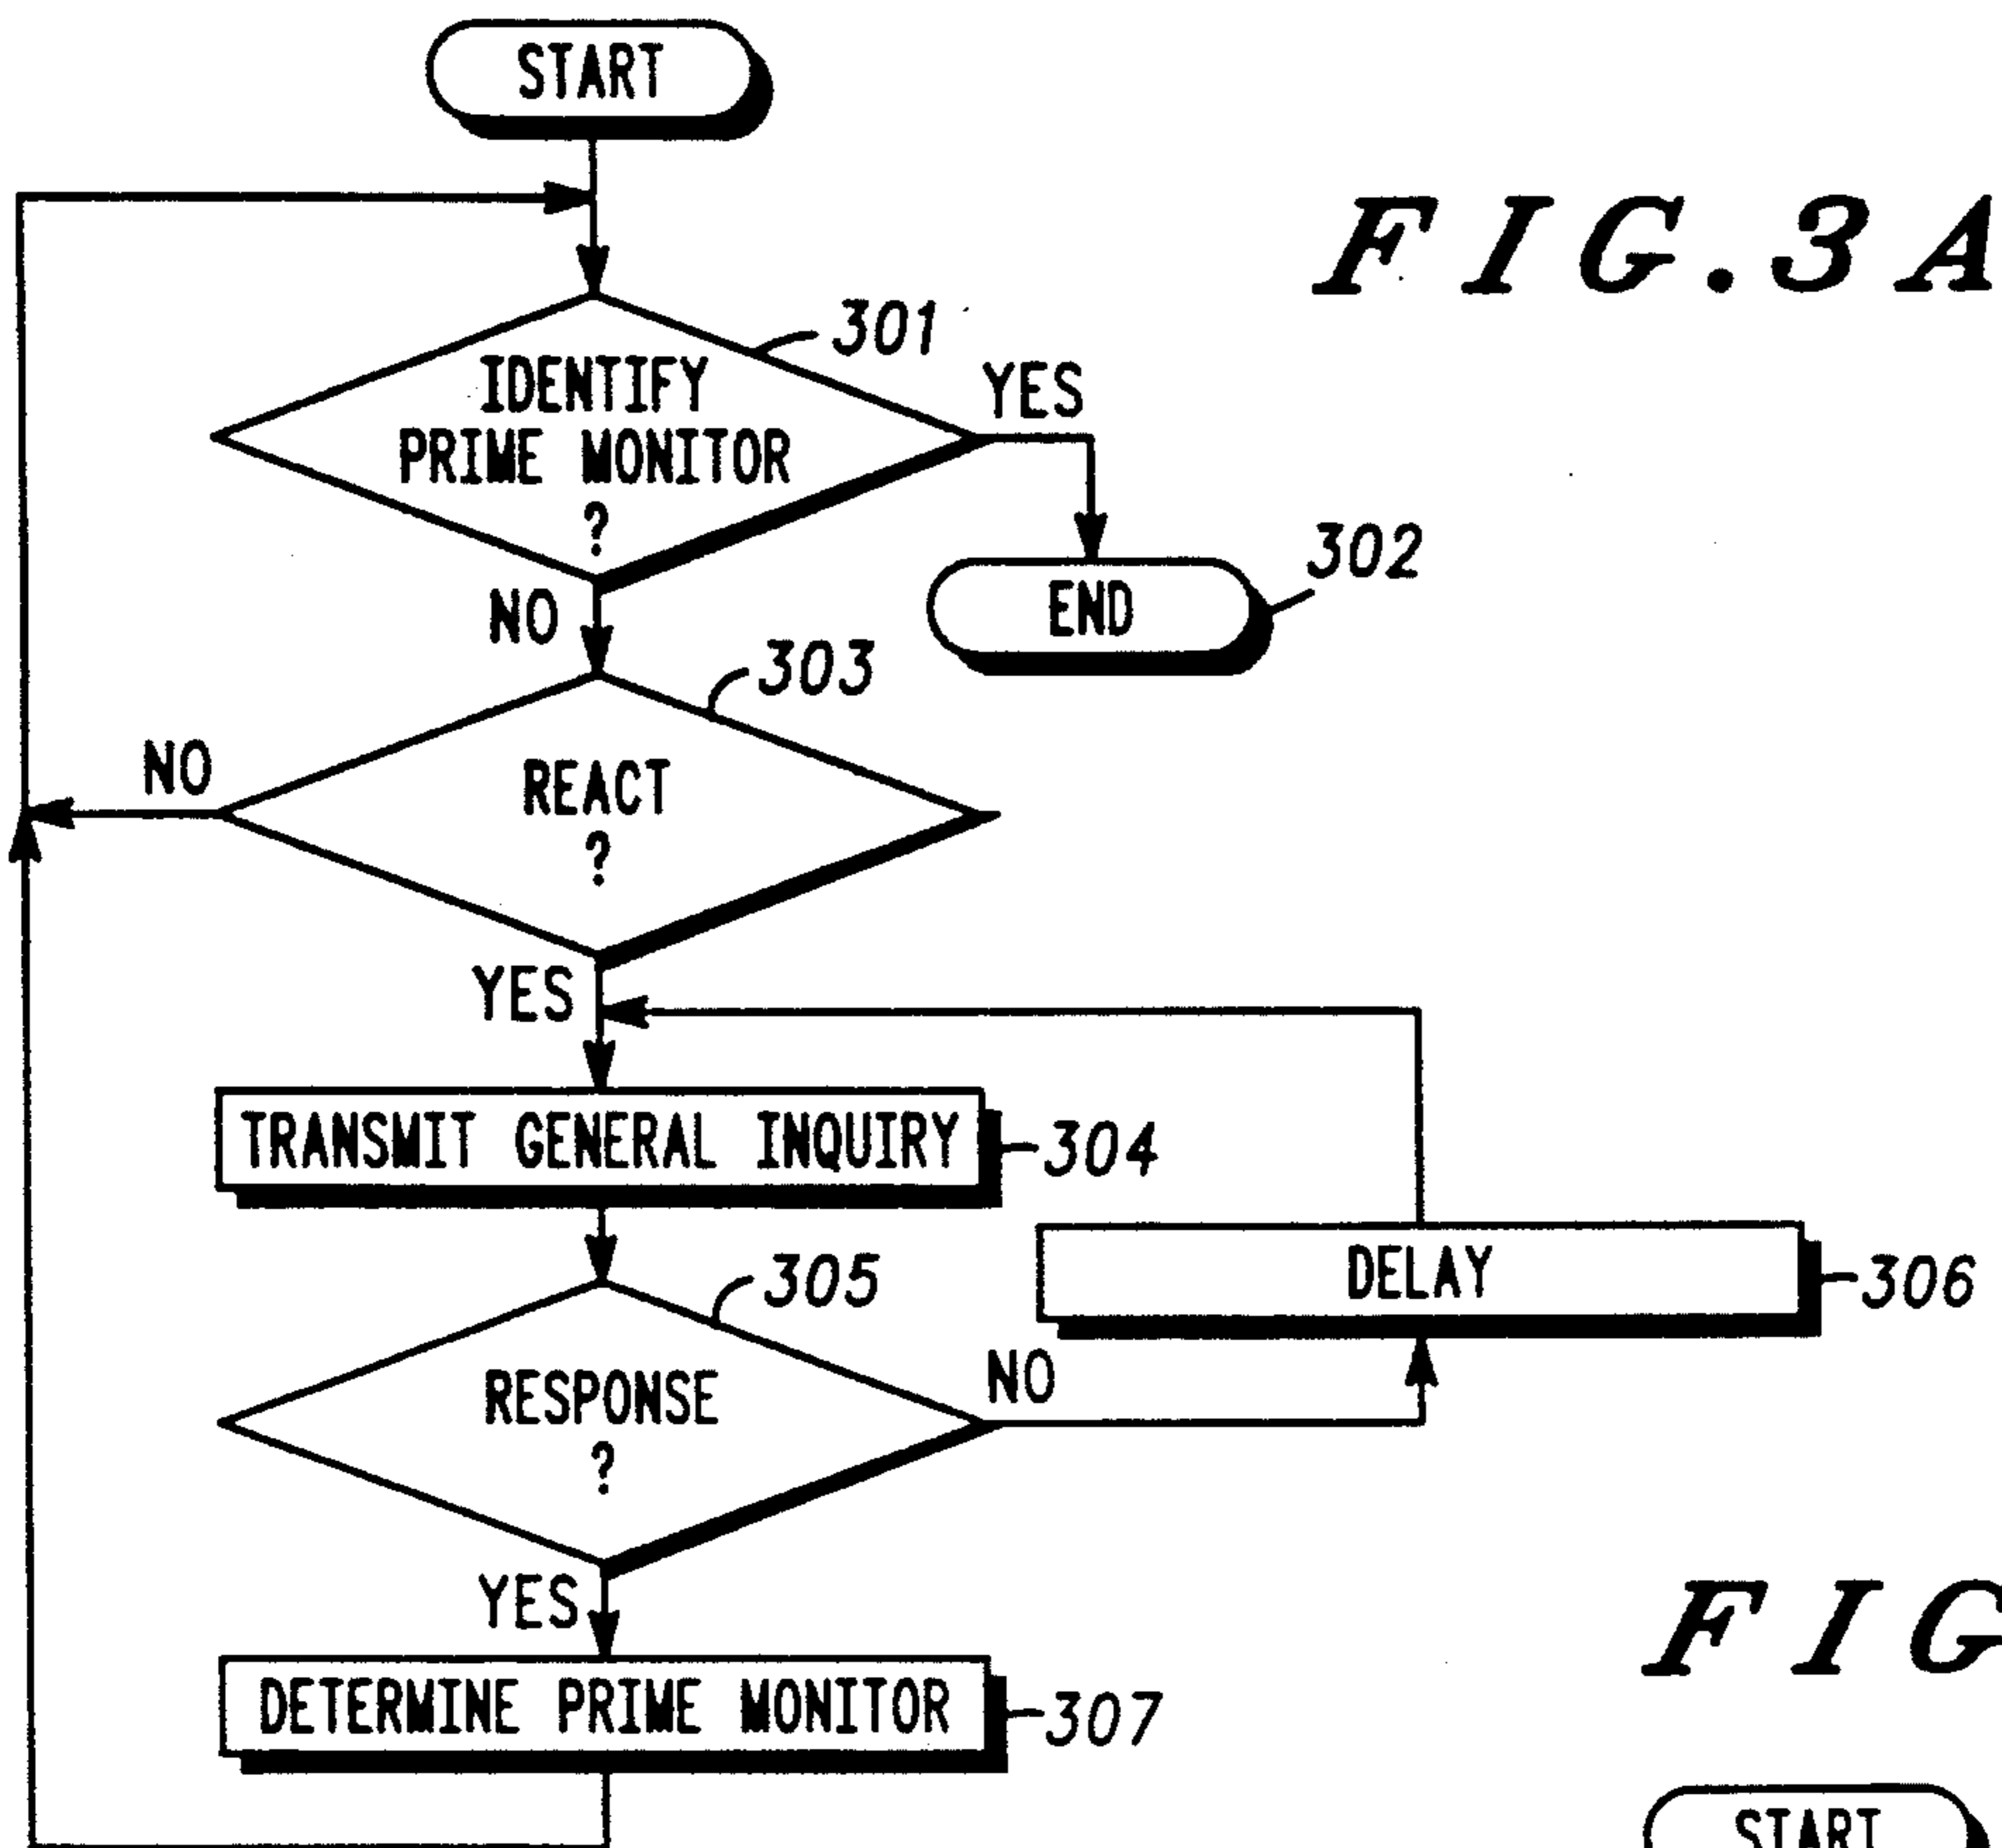 START
FIG.3A
301
IDENTIFY
PRIME MONITOR
?
YES
302
END
NO
303
NO
REACT
?
YES
TRANSMIT GENERAL INQUIRY
304
305
DELAY
306
RESPONSE
?
NO
YES
FIG
DETERMINE PRIME MONITOR
307
START